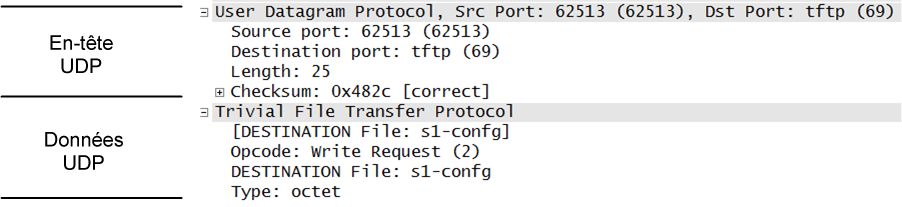 En-tête
UDP
User Datagram Protocol, Src Port: 62513 (62513), Dst Port: tftp (69)
Source port: 62513 (62513)
Destination port: tftp (69)
Length: 25
Checksum: 0x482c [correct]
Données
UDP
Trivial File Transfer Protocol
[DESTINATION File: s1-confg]
Opcode: Write Request (2)
DESTINATION File: s1-confg
Type: octet